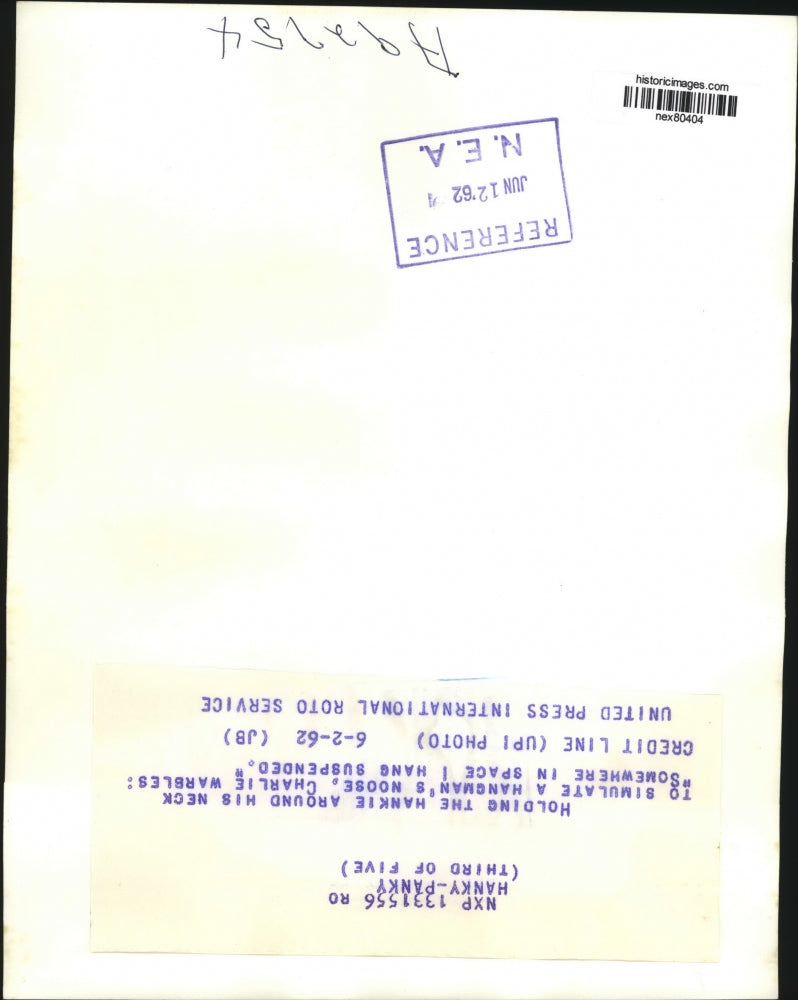 A92754
historicimages.com
nex80404
REFERENCE
JUN 12'62
N.E.A.
NXP 1331556 RO
HANKY-PANKY
(THIRD OF FIVE)
HOLDING THE HANKIE AROUND HIS NECK
TO SIMULATE A HANGMAN'S NOOSE, CHARLIE WARBLES:
"SOMEWHERE IN SPACE I HANG SUSPENDED."
CREDIT LINE (UPI PHOTO) 6-2-62 (JB)
UNITED PRESS INTERNATIONAL ROTO SERVICE